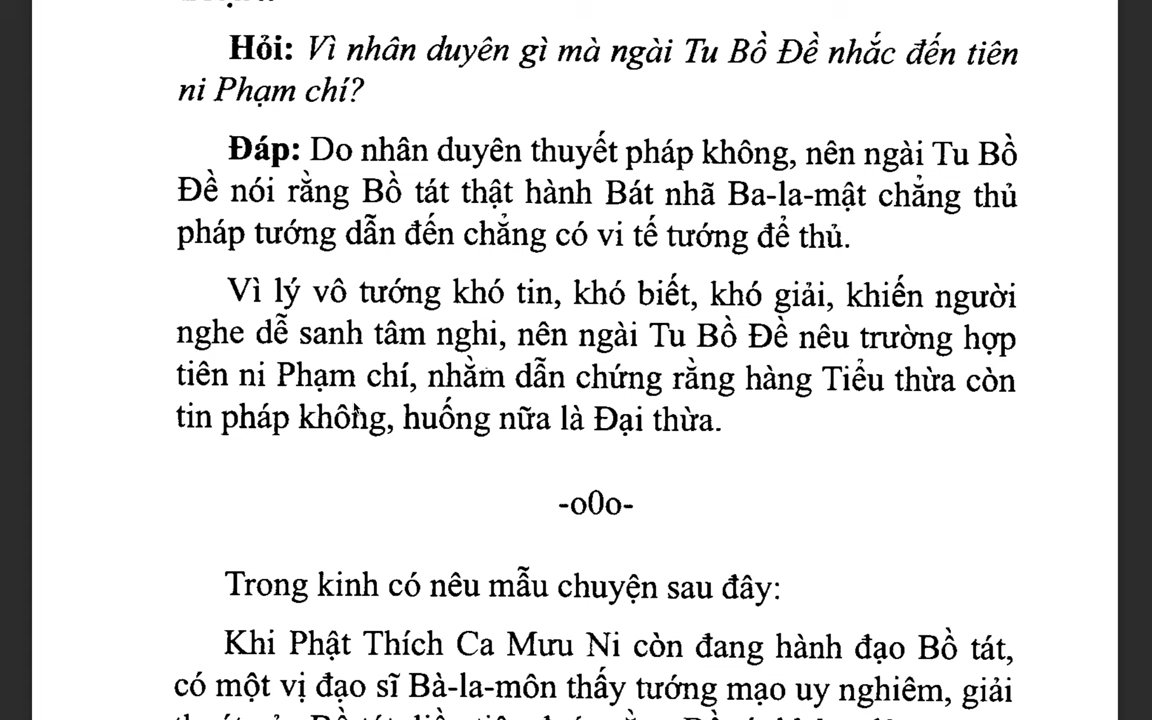 Hỏi: Vì nhân duyên gì mà ngài Tu Bồ Đề nhắc đến tiên
ni Phạm chí?
Đáp: Do nhân duyên thuyết pháp không, nên ngài Tu Bồ
Đề nói rằng Bồ tát thật hành Bát nhã Ba-la-mật chẳng thủ
pháp tướng dẫn đến chẳng có vi tế tướng để thủ.
Vì lý vô tướng khó tin, khó biết, khó giải, khiến người
nghe dễ sanh tâm nghi, nên ngài Tu Bồ Đề nêu trường hợp
tiên ni Phạm chí, nhằm dẫn chứng rằng hàng Tiểu thừa còn
tin pháp không, huống nữa là Đại thừa.
-o0o-
Trong kinh có nêu mẫu chuyện sau đây:
Khi Phật Thích Ca Mưu Ni còn đang hành đạo Bồ tát,
có một vị đạo sĩ Bà-la-môn thấy tướng mạo uy nghiêm, giải